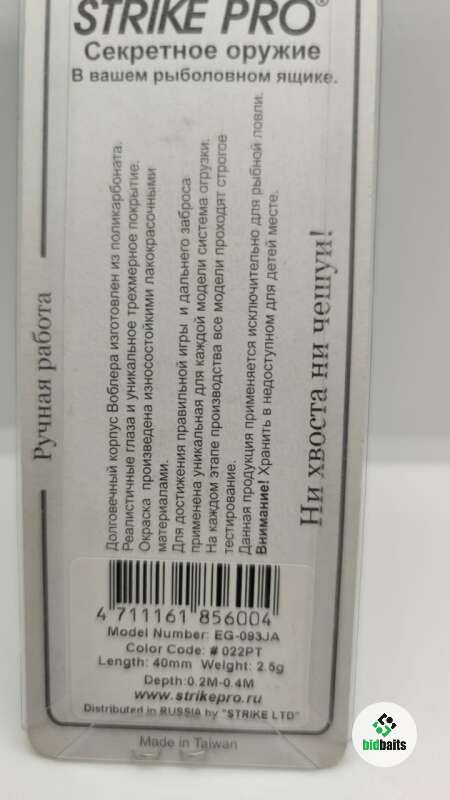 STRIKE PRO®
Секретное оружие
В вашем рыболовном ящике.
Ручная работа
Долговечный корпус Воблера изготовлен из поликарбоната.
Реалистичные глаза и уникальное трехмерное покрытие.
Окраска произведена износостойкими лакокрасочными
материалами.
Для достижения правильной игры и дальнего заброса
применена уникальная для каждой модели система огрузки.
На каждом этапе производства все модели проходят строгое
тестирование.
Данная продукция применяется исключительно для рыбной ловли.
Внимание! Хранить в недоступном для детей месте.
Ни хвоста ни чешуи!
4 711161 856004
Model Number: EG-093JA
Color Code: # 022PT
Length: 40mm Weight: 2.5g
Depth:0.2M-0.4M
www.strikepro.ru
Distributed in RUSSIA by "STRIKE LTD"
Made in Taiwan
bidbaits